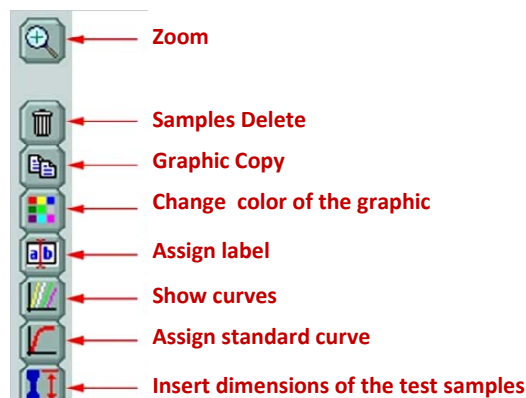 Zoom
Samples Delete
Graphic Copy
Change color of the graphic
ab
Assign label
Show curves
Assign standard curve
Insert dimensions of the test samples